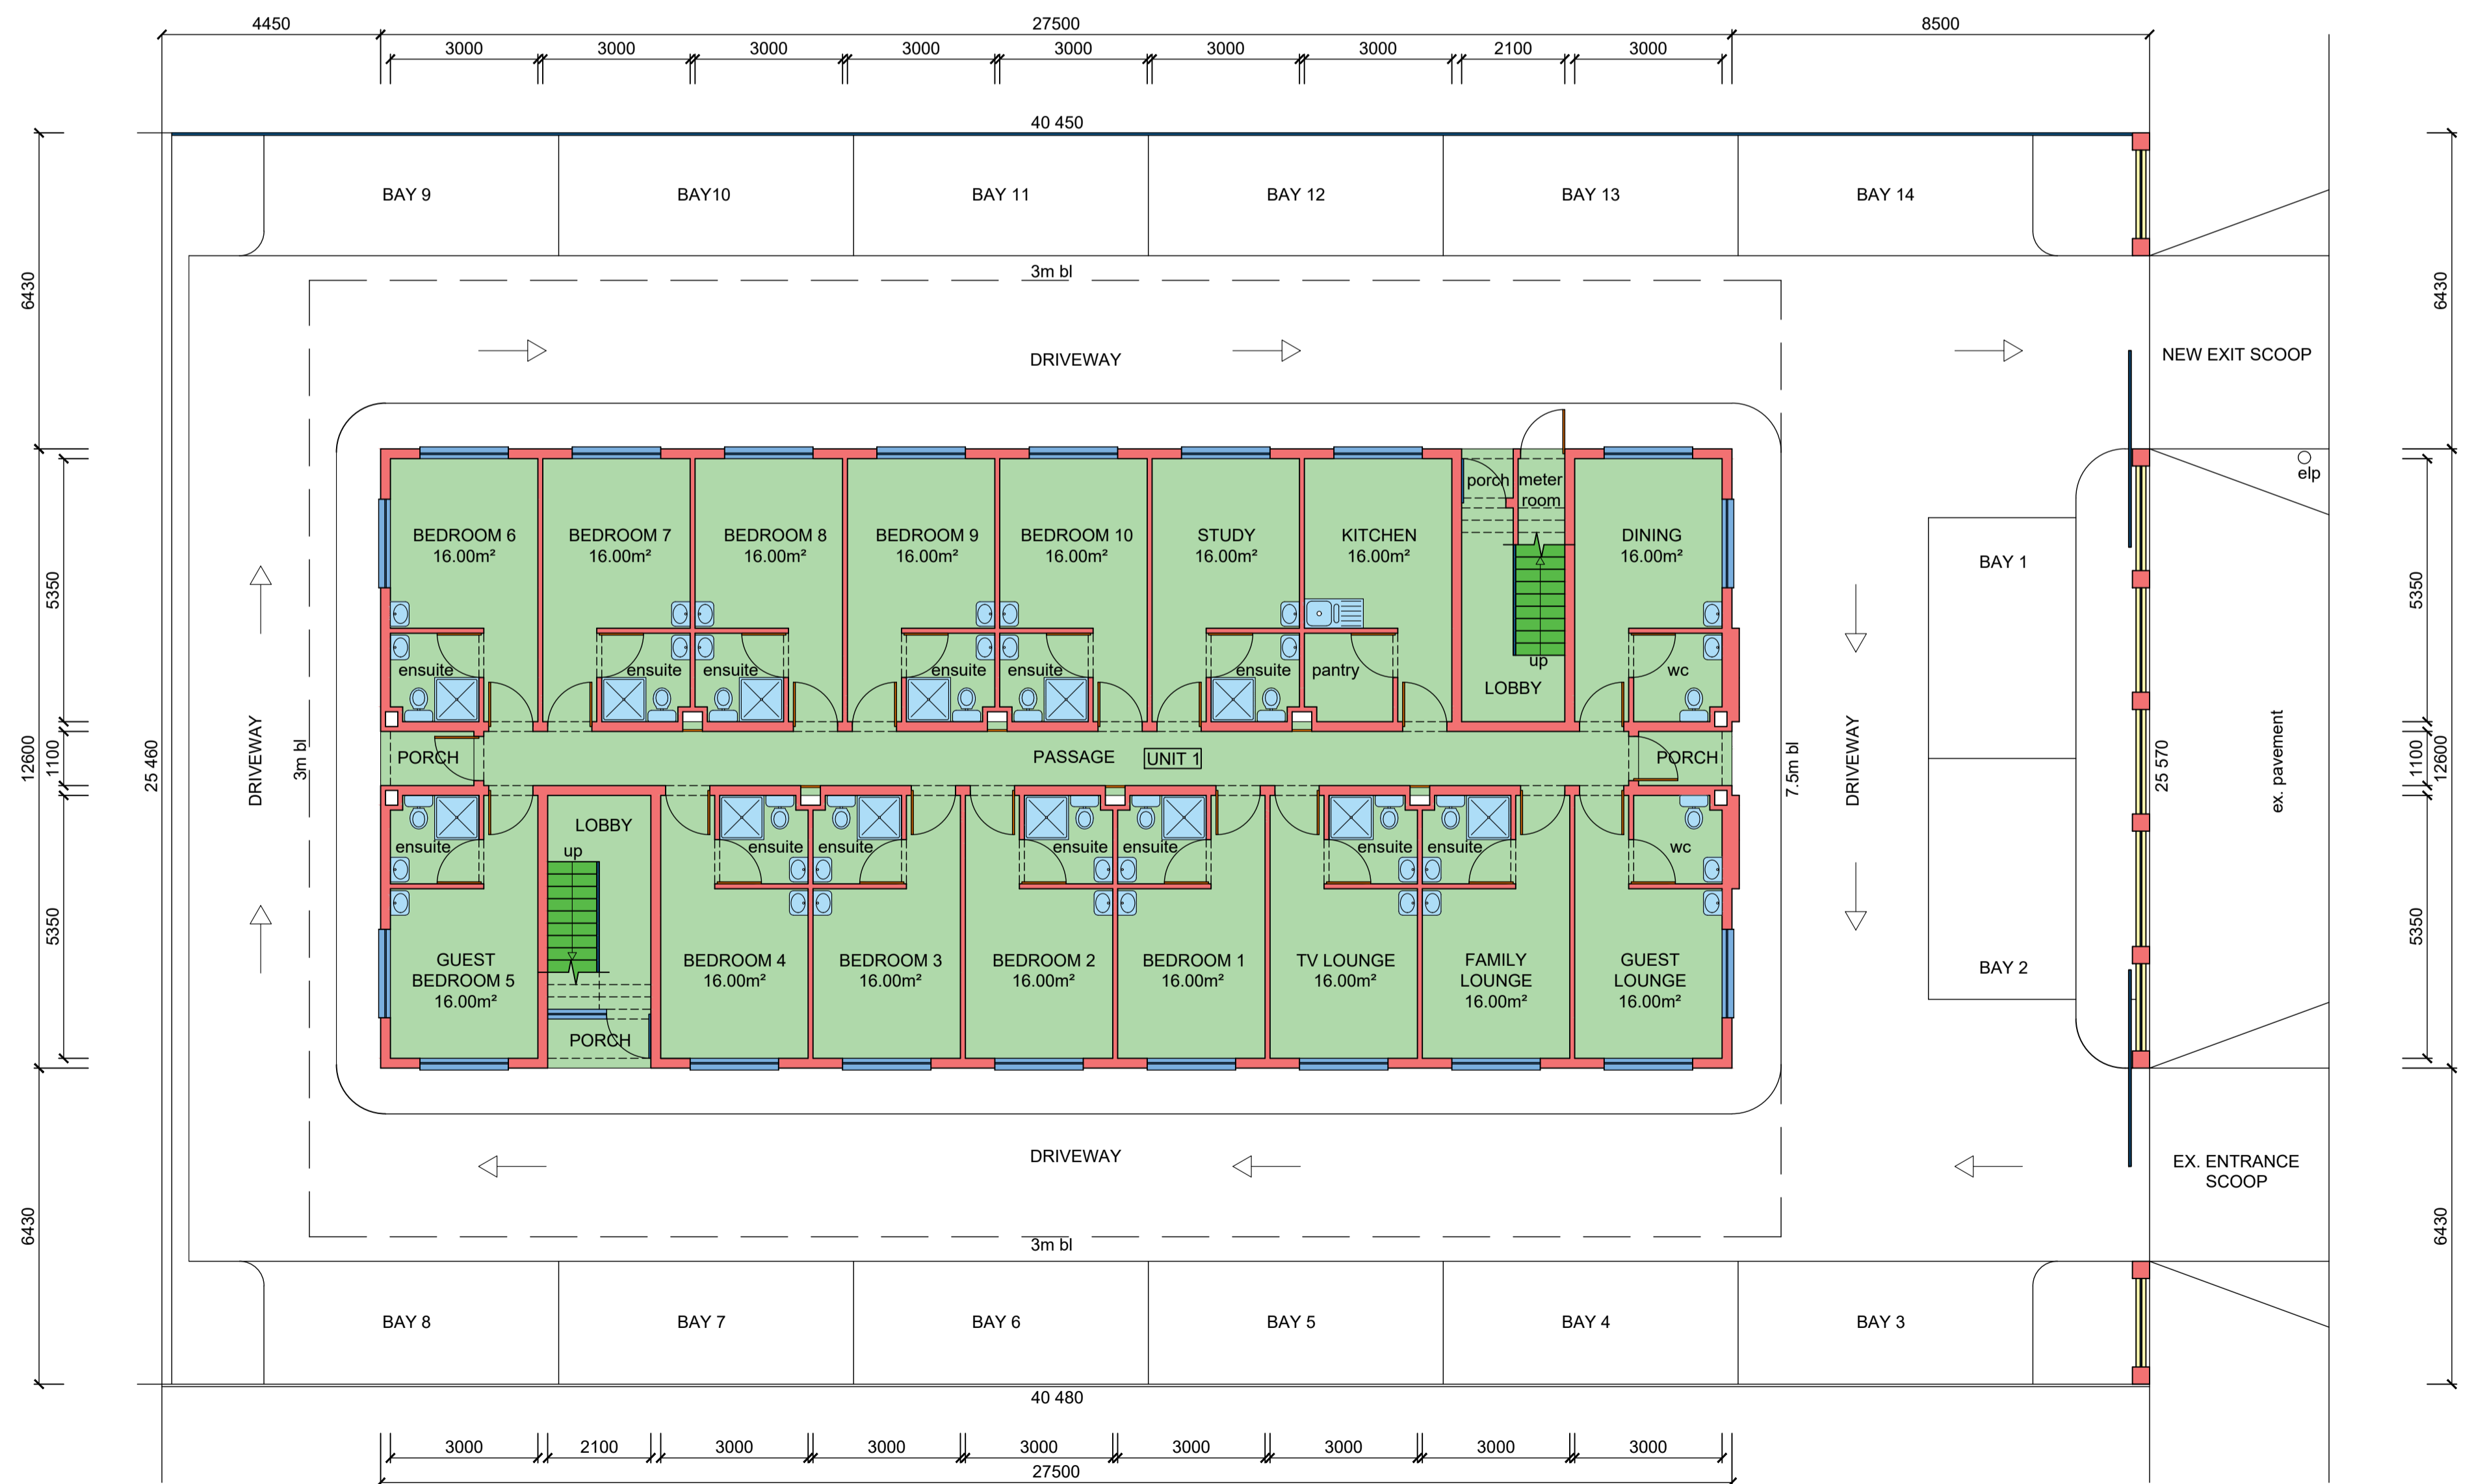 4450
27500
8500
3000
3000
3000
3000
3000
3000
3000
2100
3000
40 450
BAY 9
BAY10
BAY 11
BAY 12
BAY 13
BAY 14
6430
3m bl
6430
DRIVEWAY
NEW EXIT SCOOP
elp
porch
meter
room
BEDROOM 6
16.00m²
BEDROOM 7
16.00m²
BEDROOM 8
16.00m²
BEDROOM 9
16.00m²
BEDROOM 10
16.00m²
STUDY
16.00m²
KITCHEN
16.00m²
DINING
16.00m²
BAY 1
5350
5350
ensuite
ensuite
ensuite
ensuite
ensuite
ensuite
pantry
up
LOBBY
wc
12600
1100
25 460
DRIVEWAY
3m bl
PORCH
PASSAGE
UNIT 1
PORCH
7.5m bl
DRIVEWAY
25 570
ex. pavement
1100
12600
LOBBY
up
ensuite
ensuite
ensuite
ensuite
ensuite
ensuite
ensuite
wc
5350
5350
GUEST
BEDROOM 5
16.00m²
BEDROOM 4
16.00m²
BEDROOM 3
16.00m²
BEDROOM 2
16.00m²
BEDROOM 1
16.00m²
TV LOUNGE
16.00m²
FAMILY
LOUNGE
16.00m²
GUEST
LOUNGE
16.00m²
BAY 2
PORCH
DRIVEWAY
EX. ENTRANCE
SCOOP
6430
6430
3m bl
BAY 8
BAY 7
BAY 6
BAY 5
BAY 4
BAY 3
40 480
3000
2100
3000
3000
3000
3000
3000
3000
3000
27500